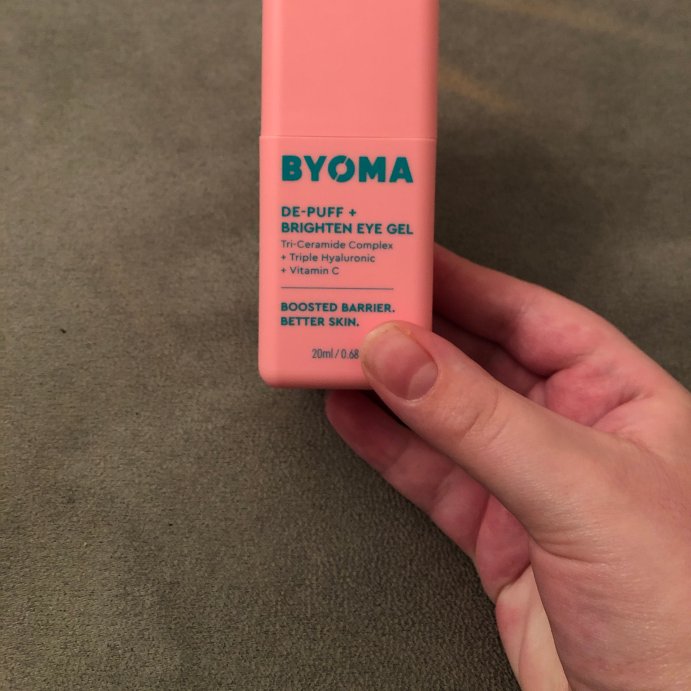 BYOMA
DE-PUFF +
BRIGHTEN EYE GEL
Tri-Ceramide Complex
+ Triple Hyaluronic
+ Vitamin C
BOOSTED BARRIER.
BETTER SKIN.
20ml / 0.68